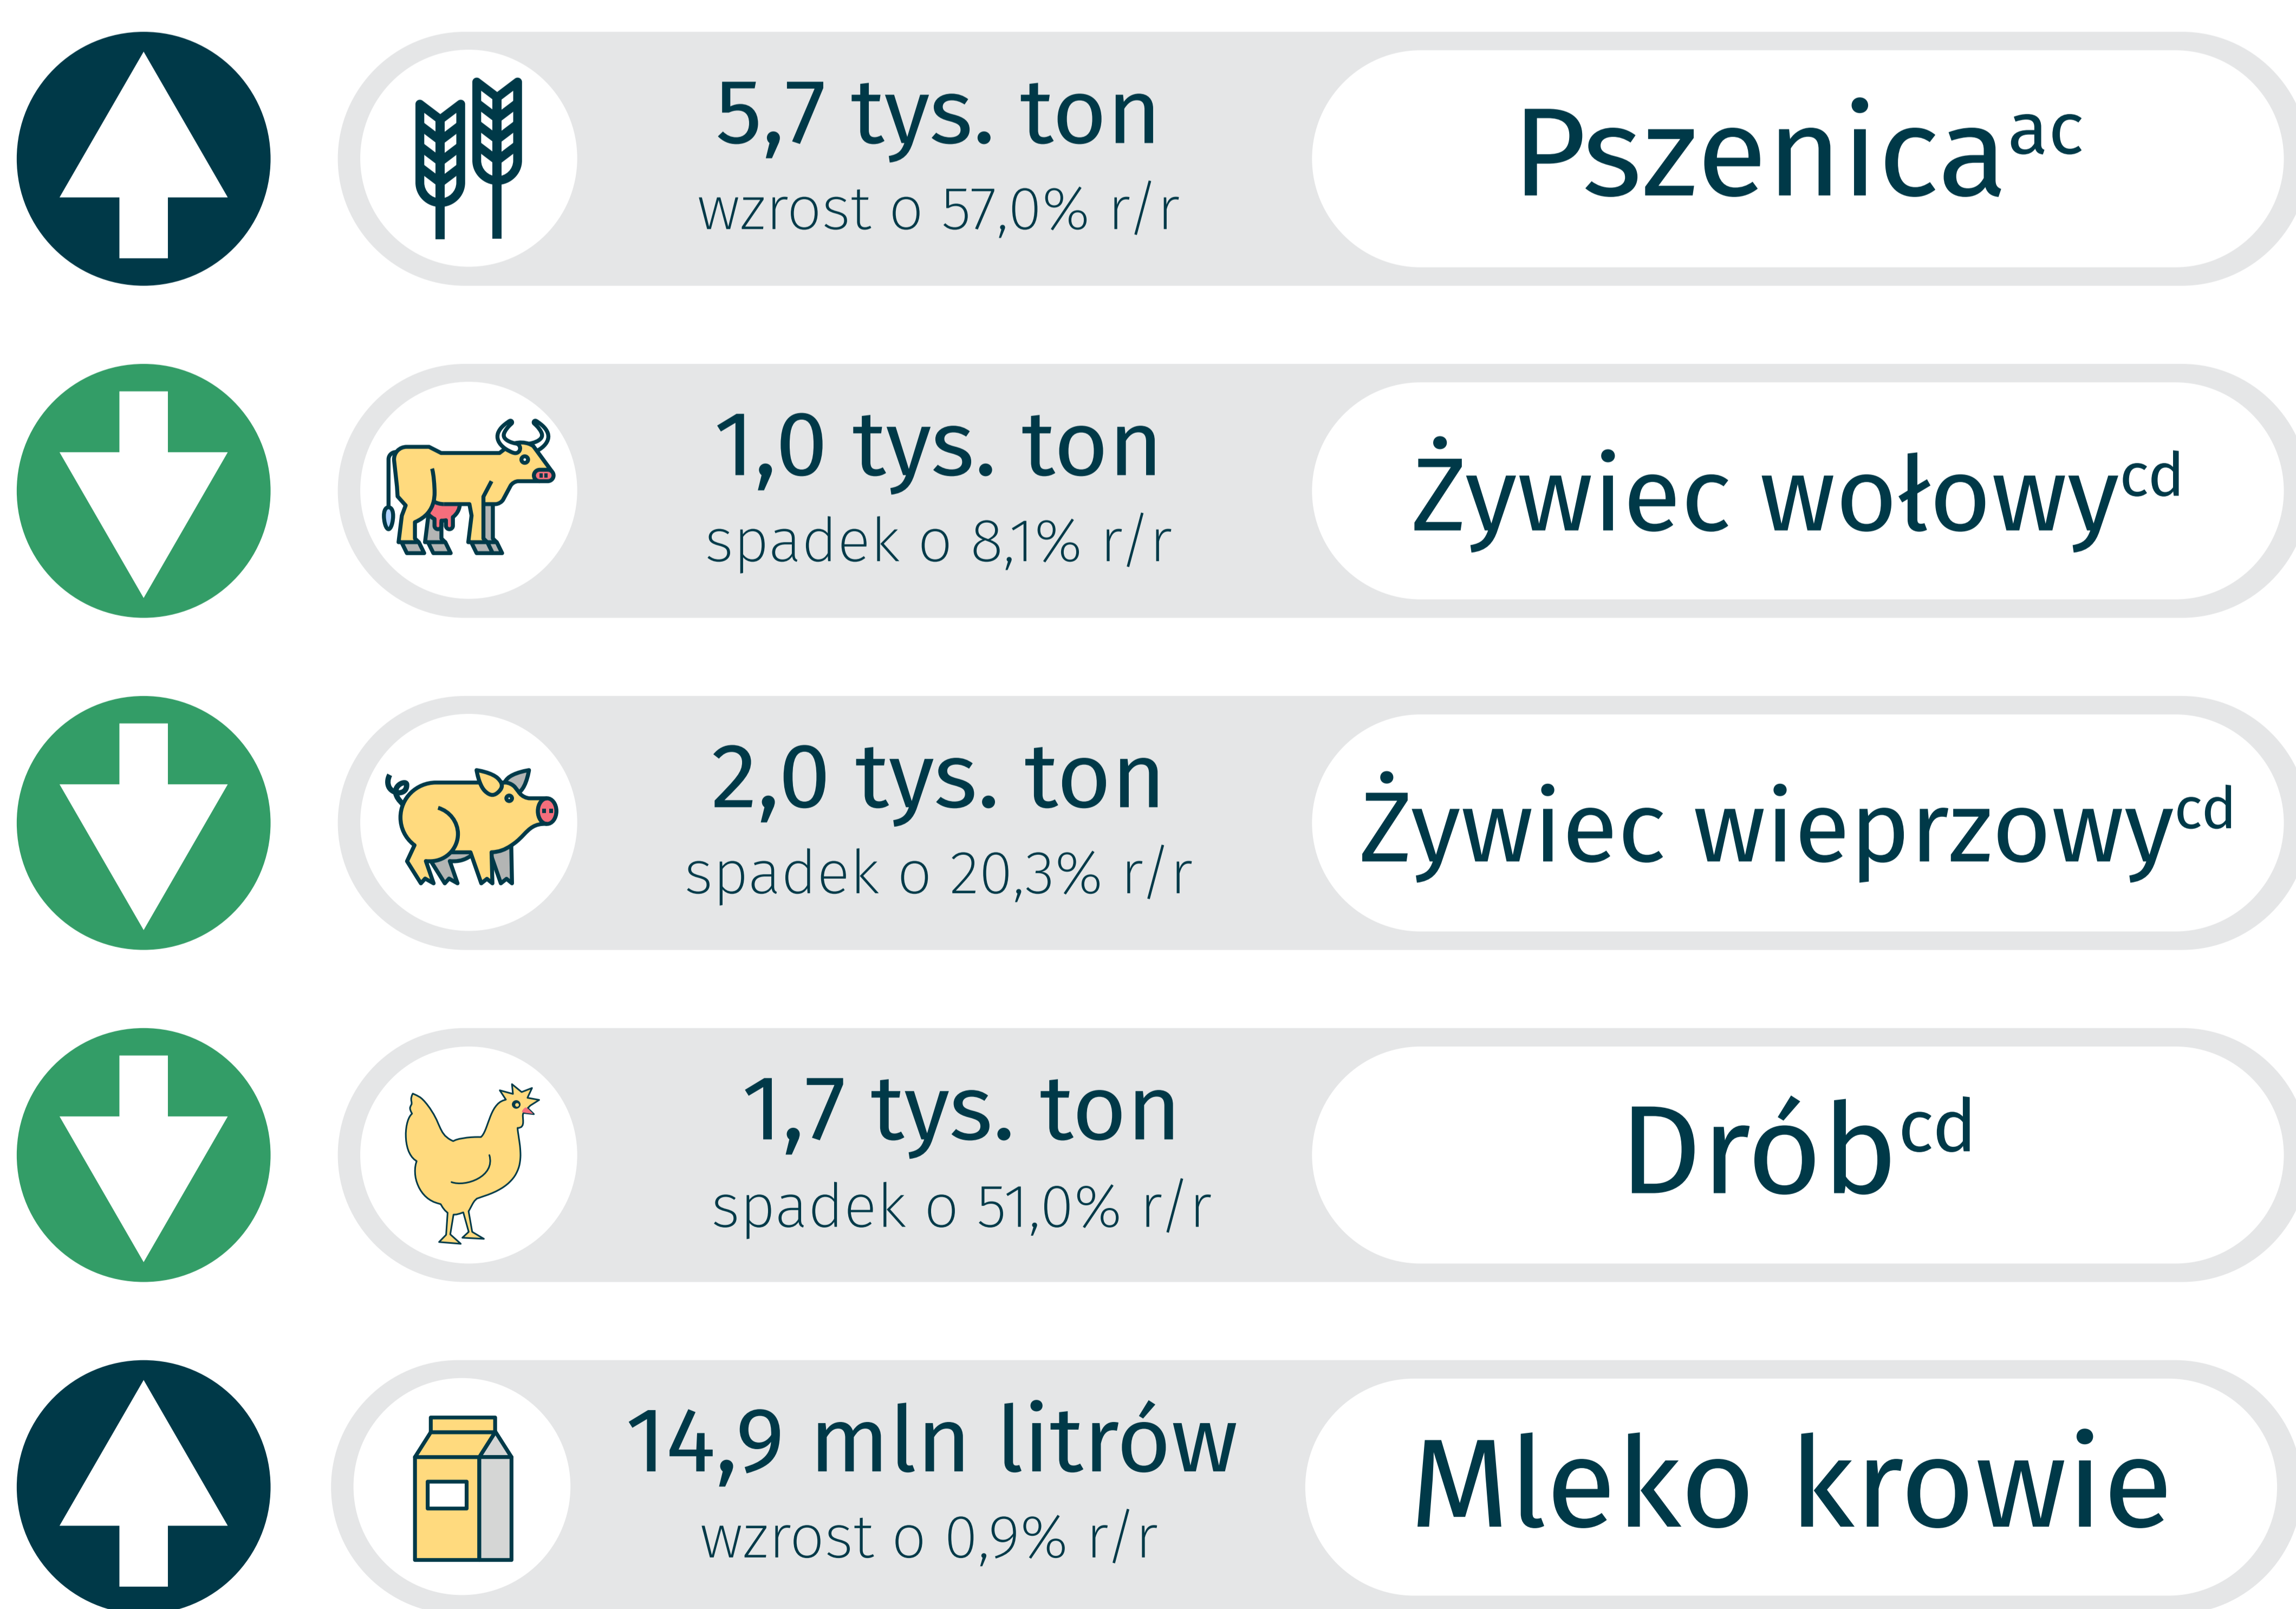 5,7 tys. ton
wzrost o 57,0% r/r
Pszenicaᵃᶜ
1,0 tys. ton
spadek o 8,1% r/r
Żywiec wołowyᶜᵈ
2,0 tys. ton
spadek o 20,3% r/r
Żywiec wieprzowyᶜᵈ
1,7 tys. ton
spadek o 51,0% r/r
Dróbᶜᵈ
14,9 mln litrów
wzrost o 0,9% r/r
Mleko krowie